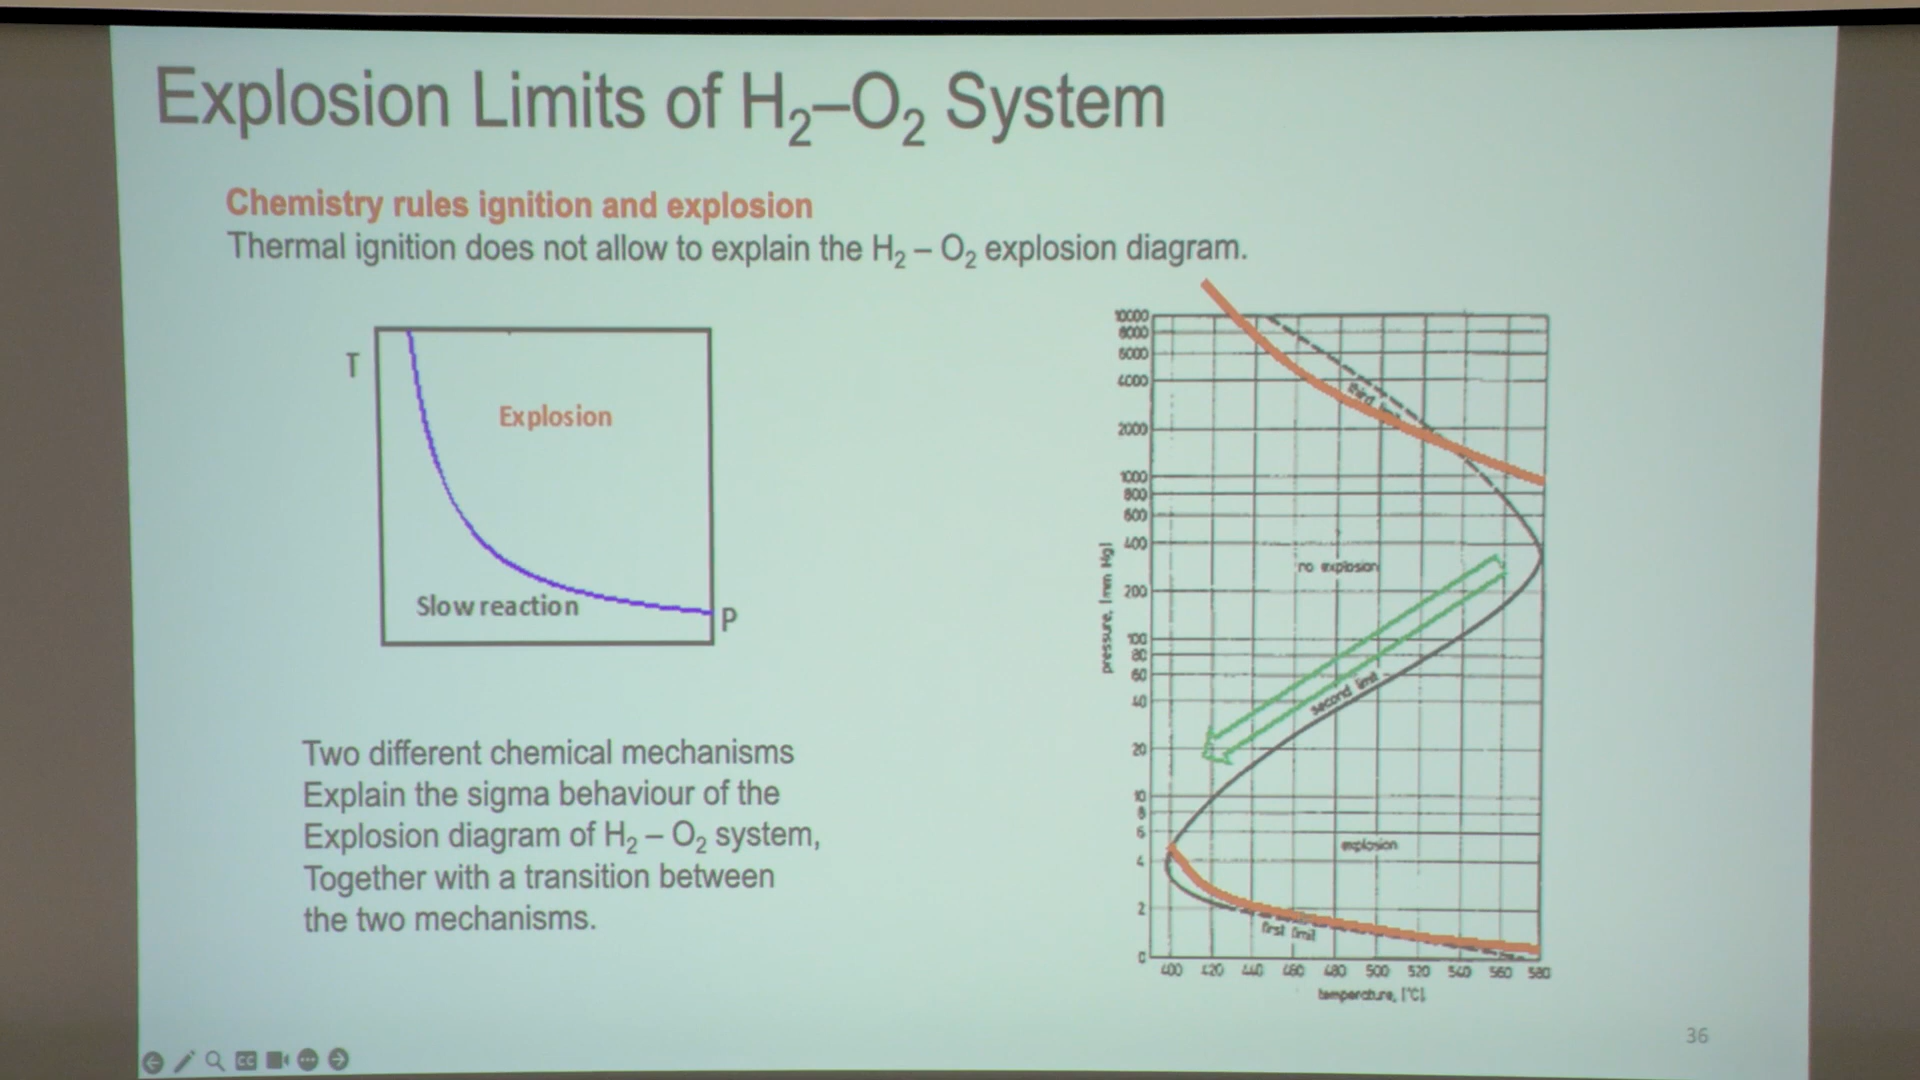 Explosion Limits of H₂–O₂ System
Chemistry rules ignition and explosion
Thermal ignition does not allow to explain the H₂ – O₂ explosion diagram.
T
Explosion
Slow reaction
P
Two different chemical mechanisms
Explain the sigma behaviour of the
Explosion diagram of H₂ – O₂ system,
Together with a transition between
the two mechanisms.
10000
8000
6000
4000
2000
1000
800
600
400
200
100
80
60
40
20
10
8
6
4
2
0
pressure, [mm Hg]
third
no explosion
second limit
explosion
first limit
400 420 440 460 480 500 520 540 560 580
temperature, [°C]
36
CC